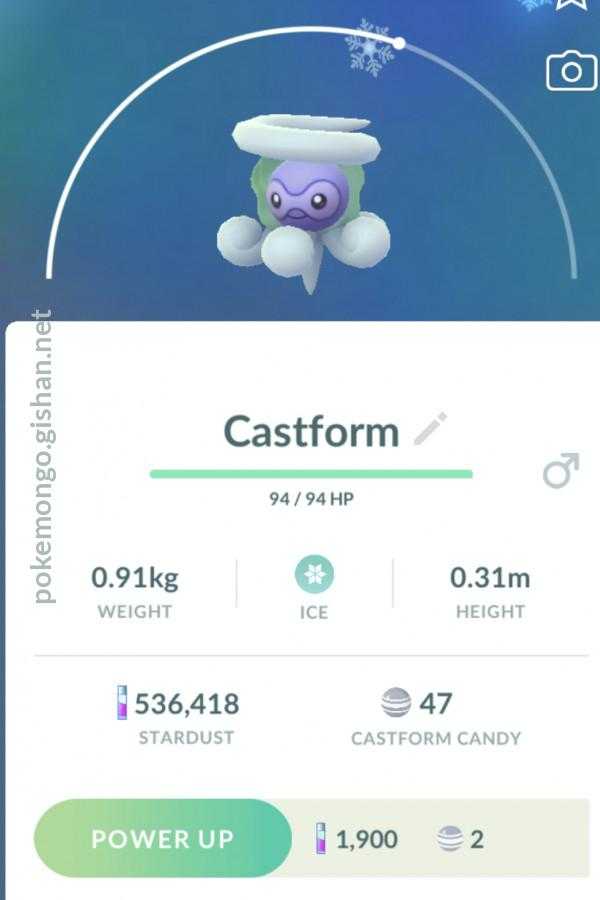 Castform
94 / 94 HP
0.91kg
WEIGHT
ICE
0.31m
HEIGHT
536,418
STARDUST
47
CASTFORM CANDY
POWER UP
1,900
2
pokemongo.gishan.net